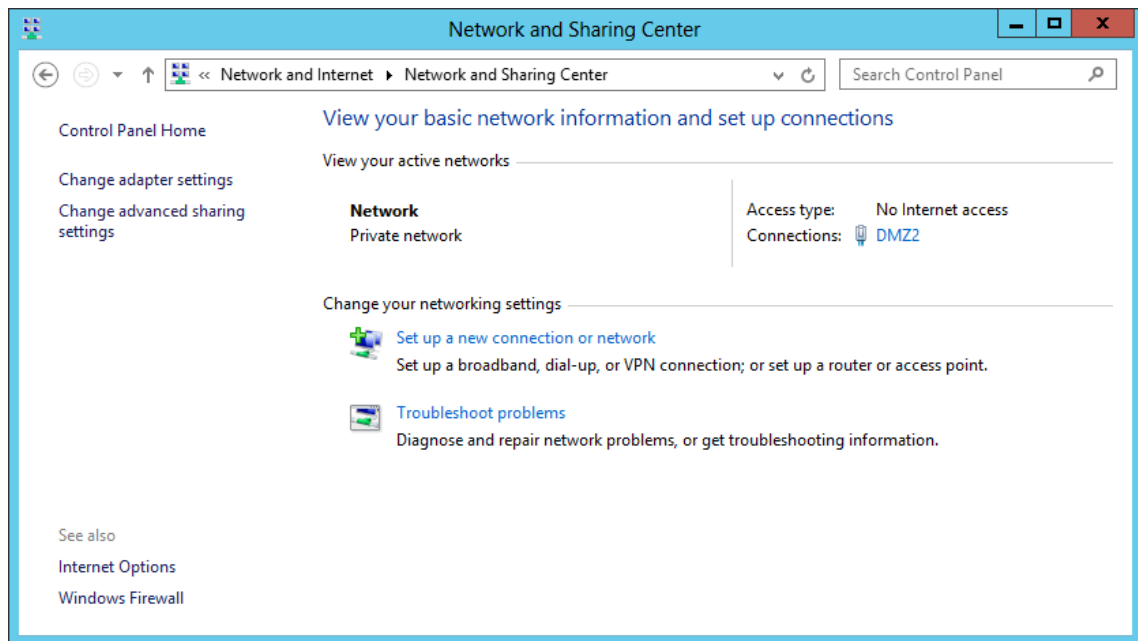 Network and Sharing Center
« Network and Internet ▸ Network and Sharing Center
Search Control Panel
Control Panel Home
Change adapter settings
Change advanced sharing
settings
View your basic network information and set up connections
View your active networks
Network
Private network
Access type: No Internet access
Connections: DMZ2
Change your networking settings
Set up a new connection or network
Set up a broadband, dial-up, or VPN connection; or set up a router or access point.
Troubleshoot problems
Diagnose and repair network problems, or get troubleshooting information.
See also
Internet Options
Windows Firewall